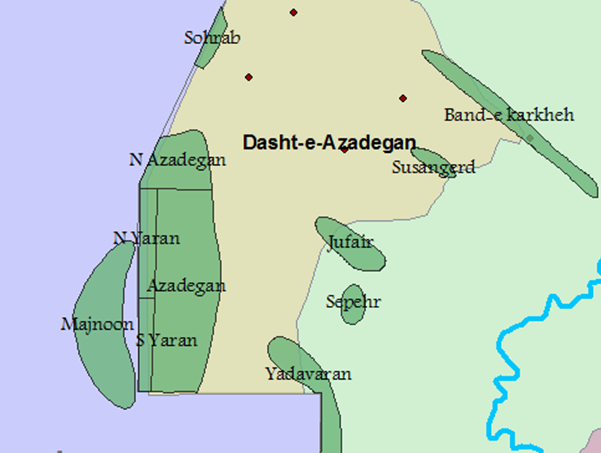 Sohrab
Band-e karkheh
Dasht-e-Azadegan
N Azadegan
Susangerd
N Yaran
Jufair
Azadegan
Sepehr
Majnoon
S Yaran
Yadavaran